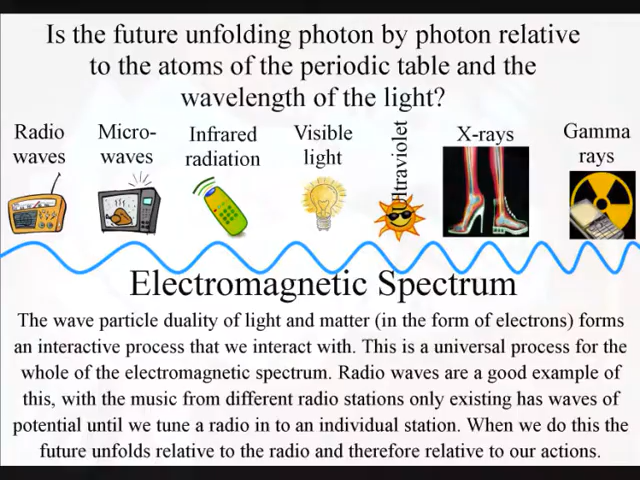 Is the future unfolding photon by photon relative
to the atoms of the periodic table and the
wavelength of the light?
Radio
waves
Micro-
waves
Infrared
radiation
Visible
light
ltraviolet
X-rays
Gamma
rays
Electromagnetic Spectrum
The wave particle duality of light and matter (in the form of electrons) forms
an interactive process that we interact with. This is a universal process for the
whole of the electromagnetic spectrum. Radio waves are a good example of
this, with the music from different radio stations only existing has waves of
potential until we tune a radio in to an individual station. When we do this the
future unfolds relative to the radio and therefore relative to our actions.